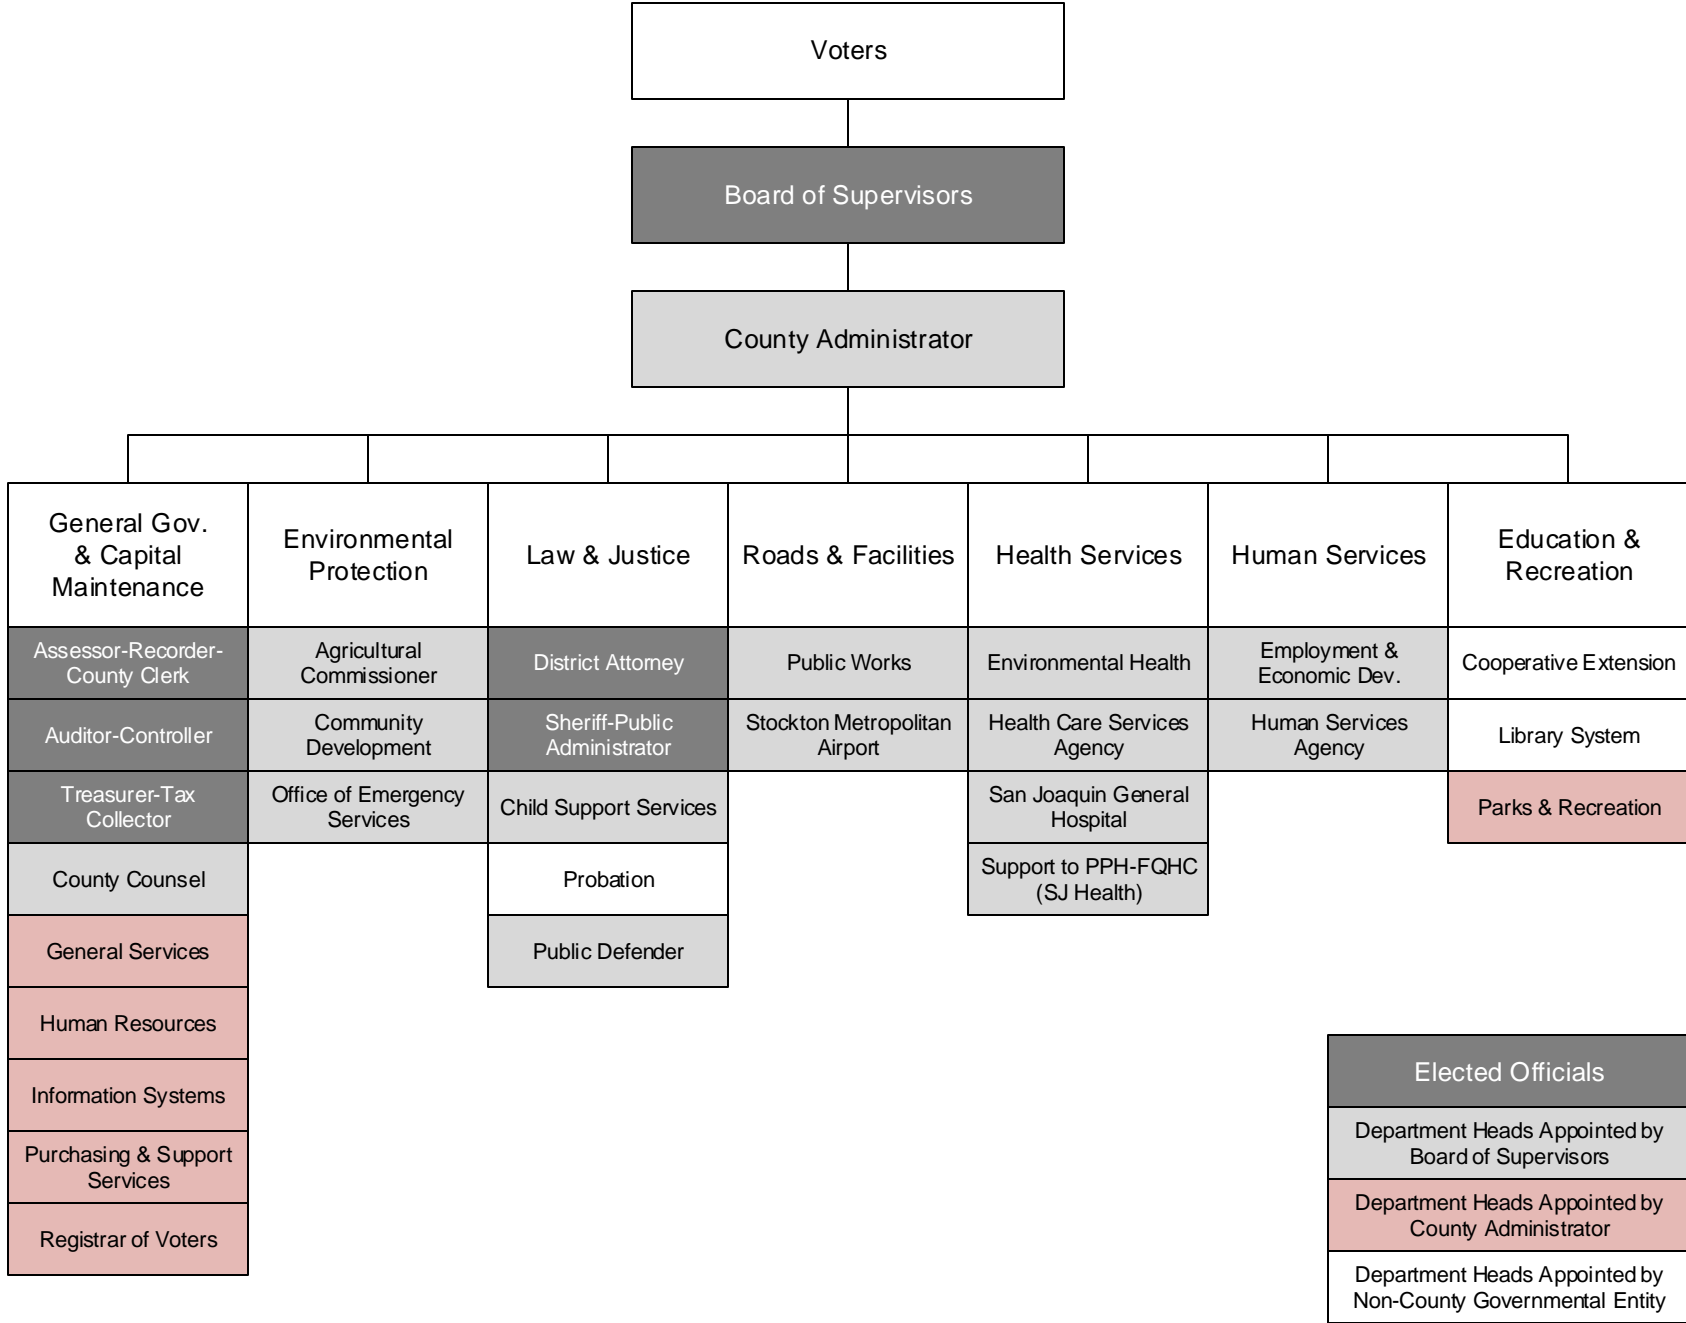 Voters
Board of Supervisors
County Administrator
General Gov.
& Capital
Maintenance
Assessor-Recorder-
County Clerk
Auditor-Controller
Treasurer-Tax
Collector
County Counsel
General Services
Human Resources
Information Systems
Purchasing & Support
Services
Registrar of Voters
Environmental
Protection
Agricultural
Commissioner
Community
Development
Office of Emergency
Services
Law & Justice
District Attorney
Sheriff-Public
Administrator
Child Support Services
Probation
Public Defender
Roads & Facilities
Public Works
Stockton Metropolitan
Airport
Health Services
Environmental Health
Health Care Services
Agency
San Joaquin General
Hospital
Support to PPH-FQHC
(SJ Health)
Human Services
Employment &
Economic Dev.
Human Services
Agency
Education &
Recreation
Cooperative Extension
Library System
Parks & Recreation
Elected Officials
Department Heads Appointed by
Board of Supervisors
Department Heads Appointed by
County Administrator
Department Heads Appointed by
Non-County Governmental Entity